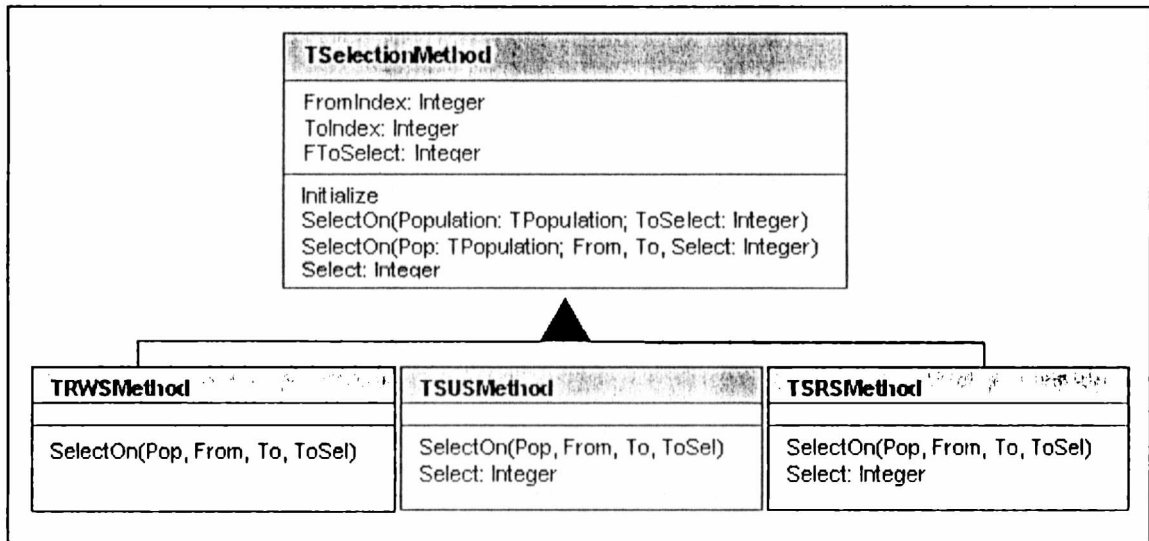 TSelectionMethod
FromIndex: Integer
ToIndex: Integer
FToSelect: Integer
Initialize
SelectOn(Population: TPopulation; ToSelect: Integer)
SelectOn(Pop: TPopulation; From, To, Select: Integer)
Select: Integer
TRWSMethod
SelectOn(Pop, From, To, ToSel)
TSUSMethod
SelectOn(Pop, From, To, ToSel)
Select: Integer
TSRSMethod
SelectOn(Pop, From, To, ToSel)
Select: Integer